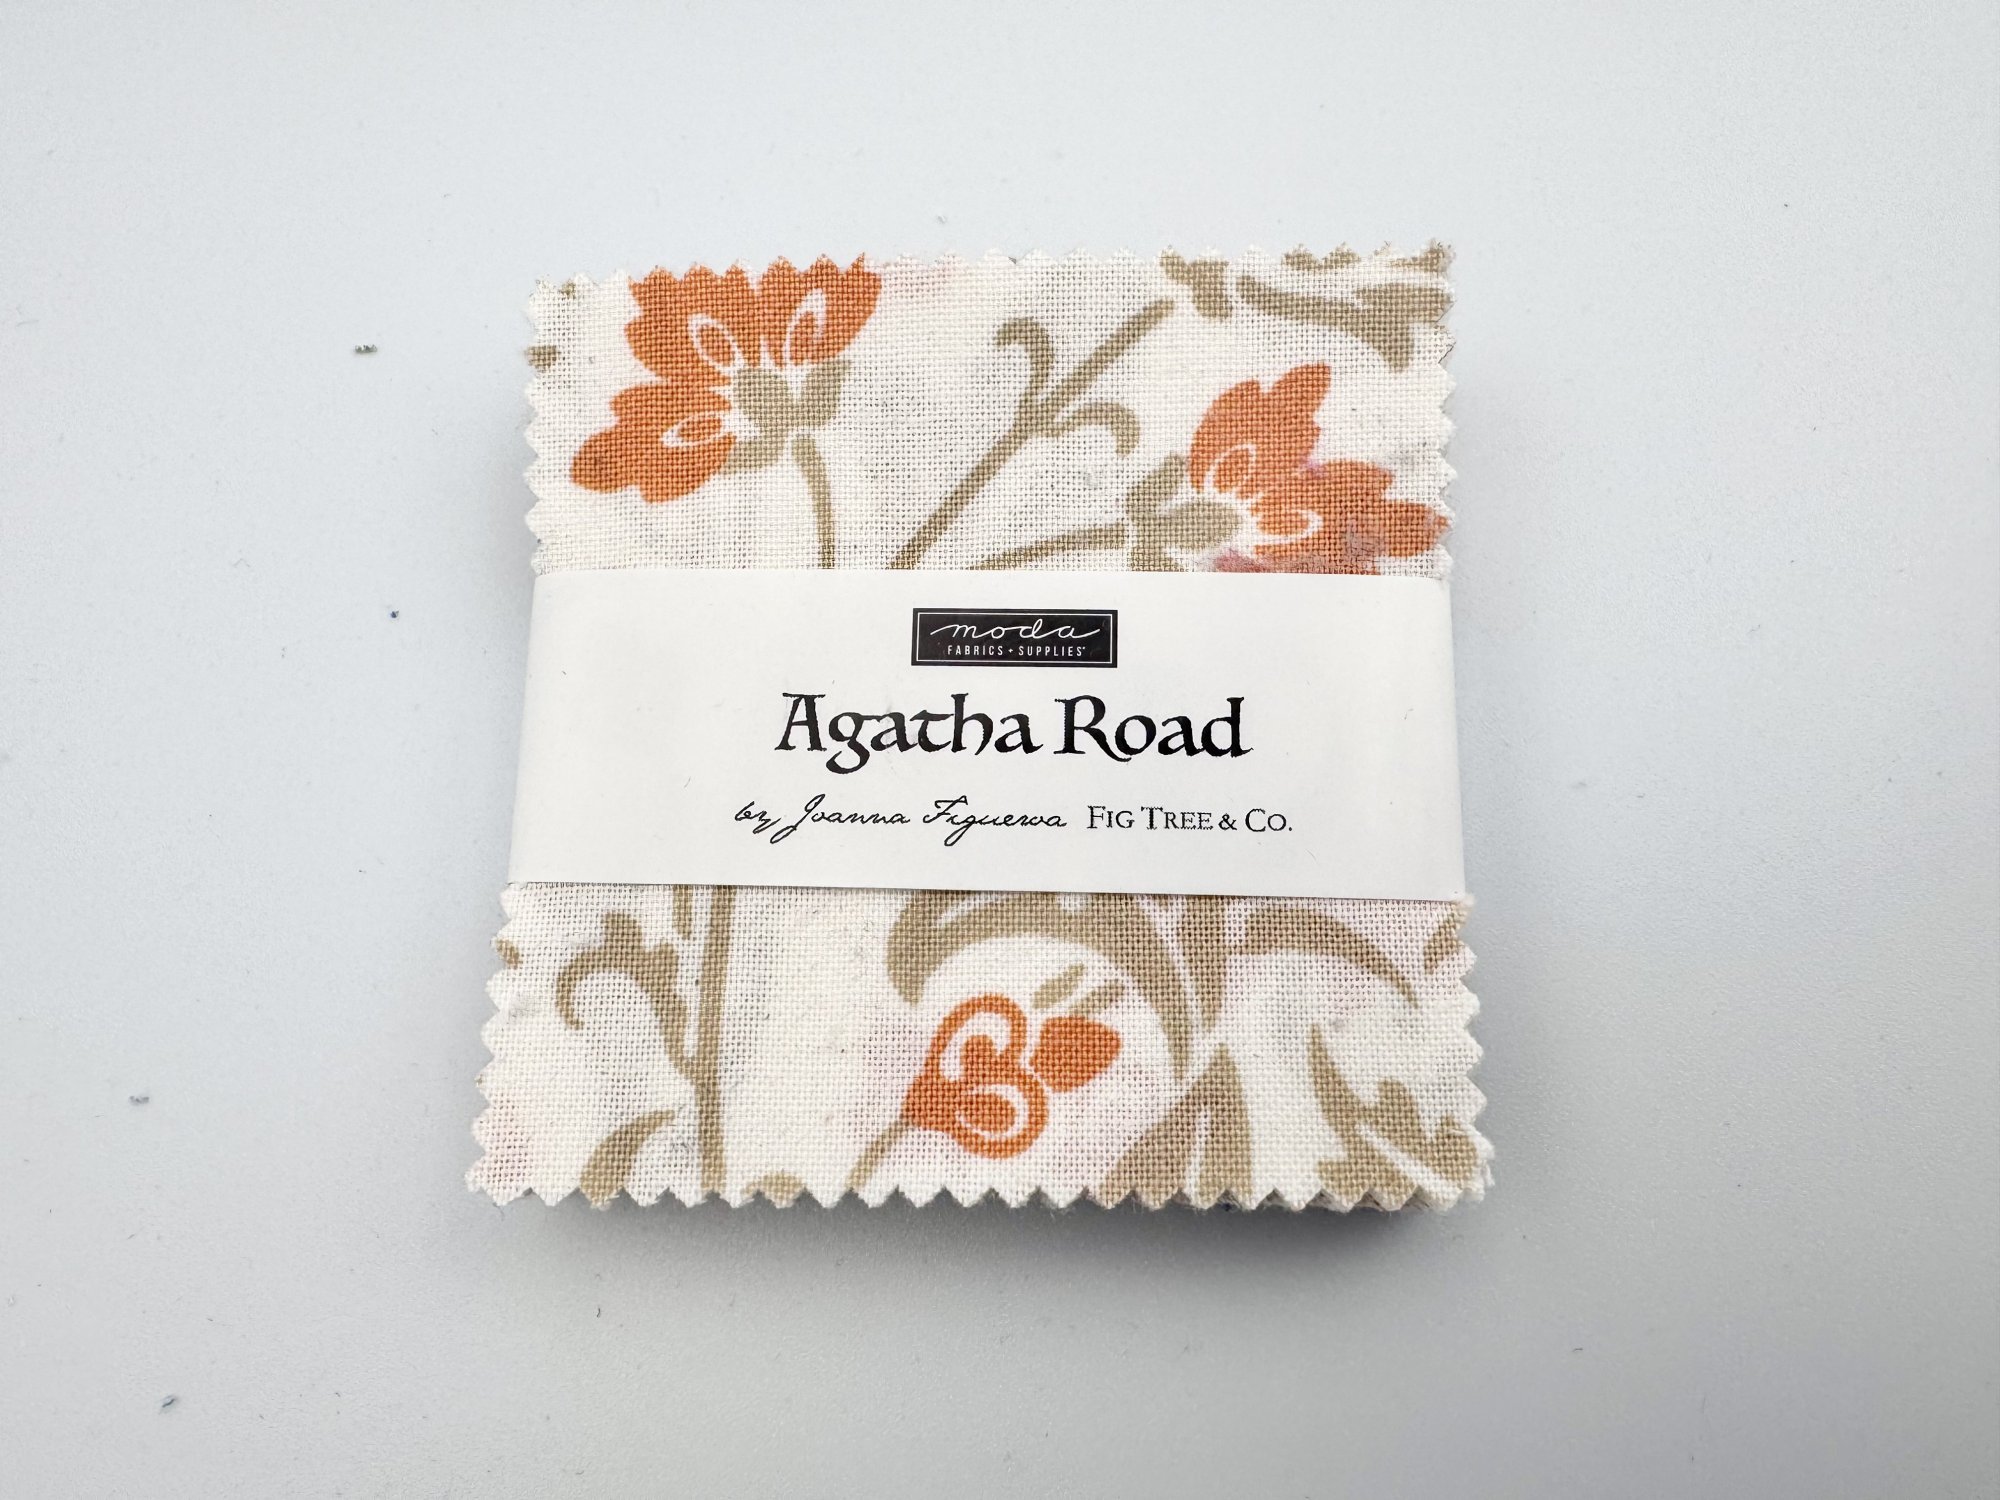 moda
FABRICS + SUPPLIES®
Agatha Road
by Joanna Figueroa FIG TREE & CO.